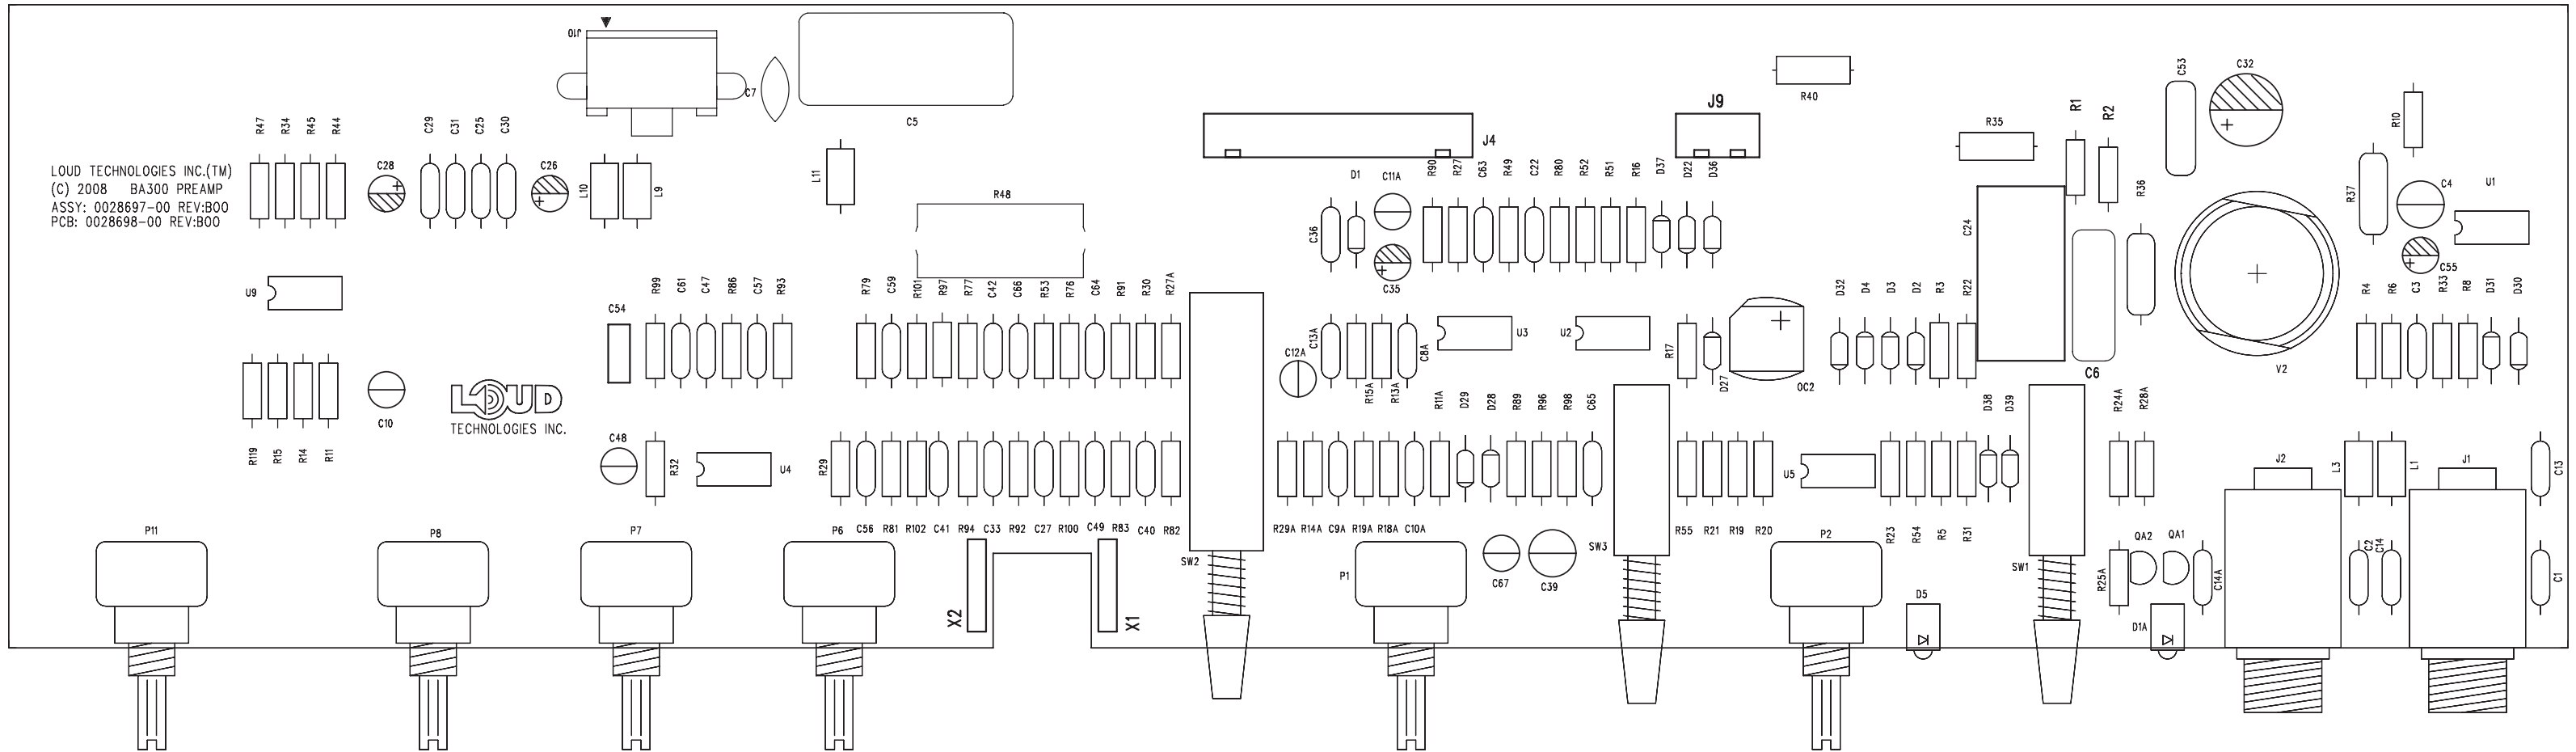 J10
C7
C5
R40
C53
C32
R47 R34 R45 R44 C29 C31 C25 C30
J4
J9
R35
R1
R2
R10
LOUD TECHNOLOGIES INC.(TM)
(C) 2008 BA300 PREAMP
ASSY: 0028697-00 REV:B00
PCB: 0028698-00 REV:B00
C28
C26
L10
L9
L11
R48
D1
C11A
R90 R27 C63 R49 C22 R80 R52 R51 R16 D37 D22 D36
C36
C35
C24
R36
R37
C4
U1
C55
U9
C54
R99 C61 C47 R86 C57 R93
R79 C59 R101 R97 R77 C42 C66 R53 R76 C64 R91 R30 R27A
D32 D4 D3 D2 R3 R22
R4 R6 C3 R33 R8 D31 D30
C12A
C13A
R15A
R13A
C8A
U3
U2
R17
D27
OC2
C6
V2
C10
LOUD
TECHNOLOGIES INC.
R119 R15 R14 R11
C48
R32
U4
R29
R11A D29 D28 R89 R96 R98 C65
U5
D38 D39
R24A R28A
J2
L3
L1
J1
C13
P11
P8
P7
P6
C56 R81 R102 C41 R94 C33 R92 C27 R100 C49 R83 C40 R82
R29A R14A C9A R19A R18A C10A
R55 R21 R19 R20
P2
R23 R54 R5 R31
SW2
P1
C67
C39
SW3
SW1
R25A
QA2
QA1
C14A
C2
C14
C1
X2
X1
D5
D1A